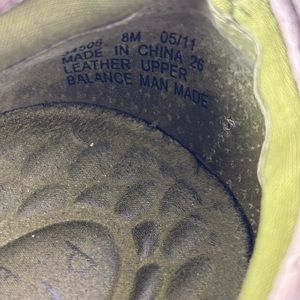 8M 05/11
MADE IN CHINA 26
LEATHER UPPER
BALANCE MAN MADE